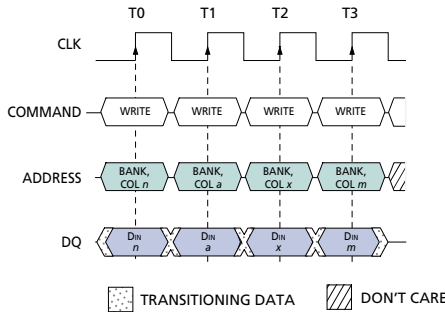 T0 T1 T2 T3
CLK
COMMAND WRITE WRITE WRITE WRITE
ADDRESS BANK, COL n BANK, COL a BANK, COL x BANK, COL m
DQ DIN n DIN a DIN x DIN m
TRANSITIONING DATA DON'T CARE